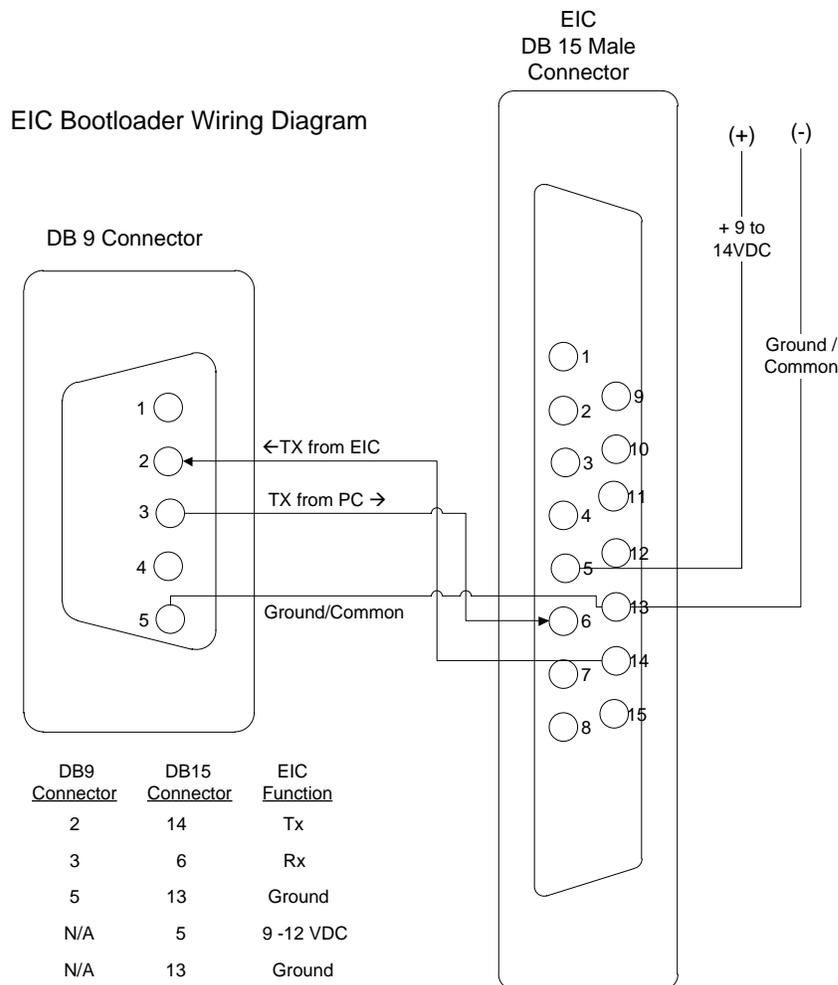 EIC
DB 15 Male
Connector
EIC Bootloader Wiring Diagram
(+)
(-)
+ 9 to
14VDC
DB 9 Connector
Ground /
Common
1
2
3
4
5
←TX from EIC
TX from PC →
Ground/Common
1
2
3
4
5
6
7
8
9
10
11
12
13
14
15
DB9 Connector DB15 Connector EIC Function
2 14 Tx
3 6 Rx
5 13 Ground
N/A 5 9 -12 VDC
N/A 13 Ground